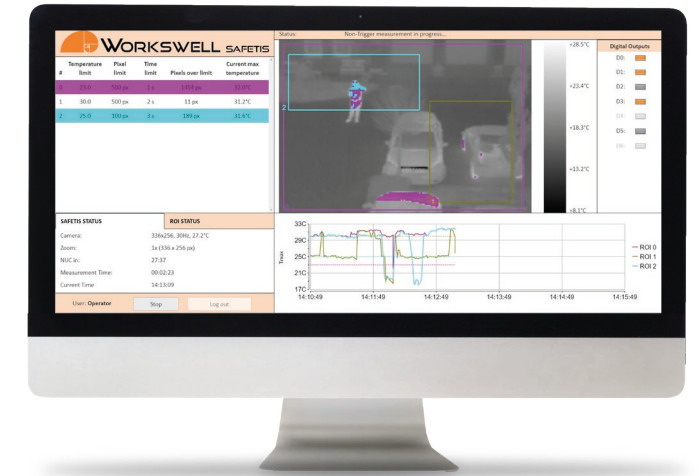 WORKSWELL SAFETIS
Status: Non-Trigger measurement in progress...
Temperature Pixel Time Current max
# limit limit limit Pixels over limit temperature
0 25.0 500 px 1 s 1454 px
1 30.0 500 px 2 s 11 px 31.2°C
2 25.0 100 px 3 s 189 px 31.6°C
2
+28.5°C
+23.4°C
+18.3°C
+13.2°C
+8.1°C
Digital Outputs
D0:
D1:
D2:
D3:
D4:
D5:
D6:
SAFETIS STATUS ROI STATUS
Camera: 336x256, 30Hz, 27.2°C
Zoom: 1x (336 x 256 px)
NUC in: 27:37
Measurement Time: 00:02:23
Current Time 14:13:09
User: Operator Stop Log out
33C
29C
25C
21C
17C
Tmax
14:10:49 14:11:49 14:12:49 14:13:49 14:14:49 14:15:49
ROI 0
ROI 1
ROI 2